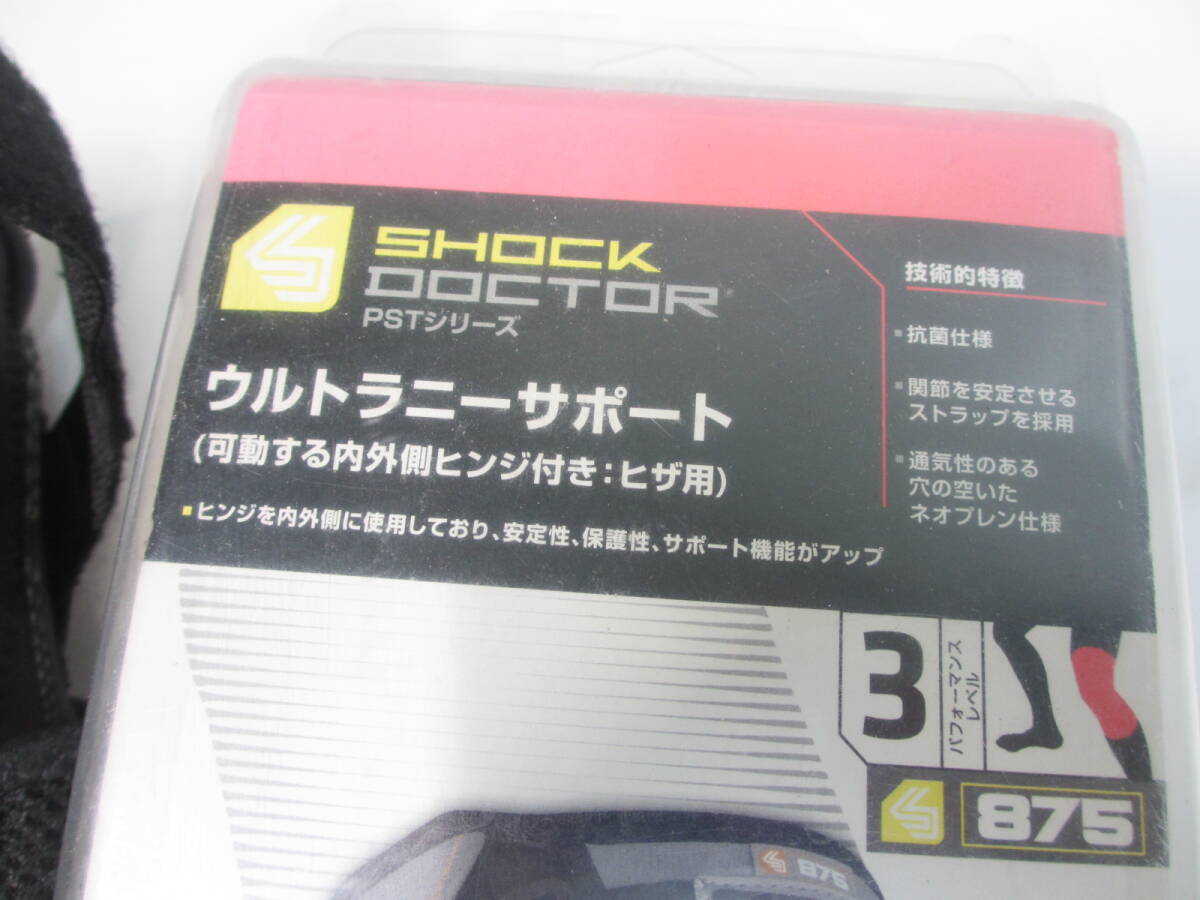 SHOCK
DOCTOR
PSTシリーズ
ウルトラニーサポート
(可動する内外側ヒンジ付き:ヒザ用)
▪ヒンジを内外側に使用しており、安定性、保護性、サポート機能がアップ
技術的特徴
▪抗菌仕様
▪関節を安定させる
ストラップを採用
▪通気性のある
穴の空いた
ネオプレン仕様
3
パフォーマンス
レベル
875
875